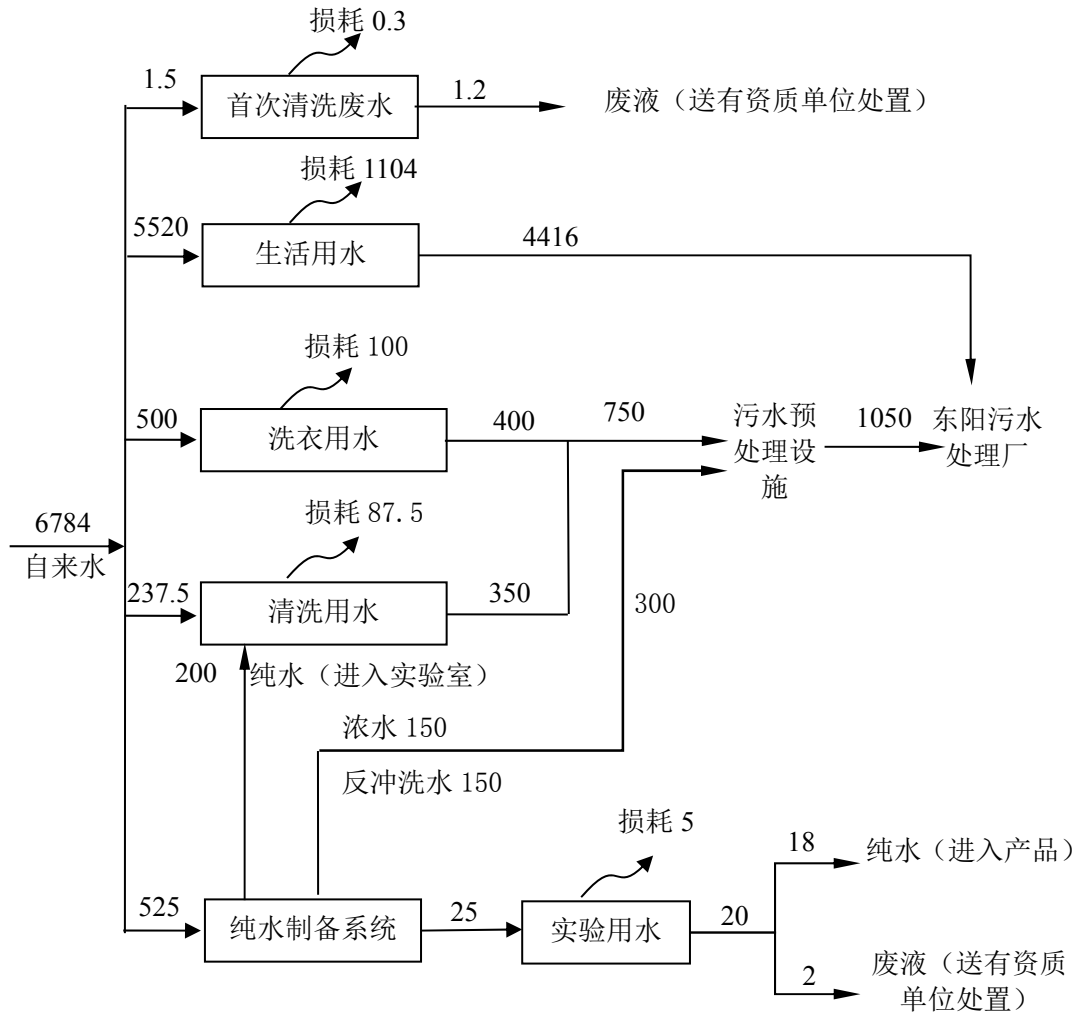 损耗 0.3
1.5
首次清洗废水
1.2
废液（送有资质单位处置）
损耗 1104
5520
生活用水
4416
损耗 100
500
洗衣用水
400
750
污水预
处理设
施
1050
东阳污水
处理厂
6784
自来水
损耗 87.5
237.5
清洗用水
350
300
200
纯水（进入实验室）
浓水 150
反冲洗水 150
损耗 5
525
纯水制备系统
25
实验用水
20
18
纯水（进入产品）
2
废液（送有资质
单位处置）